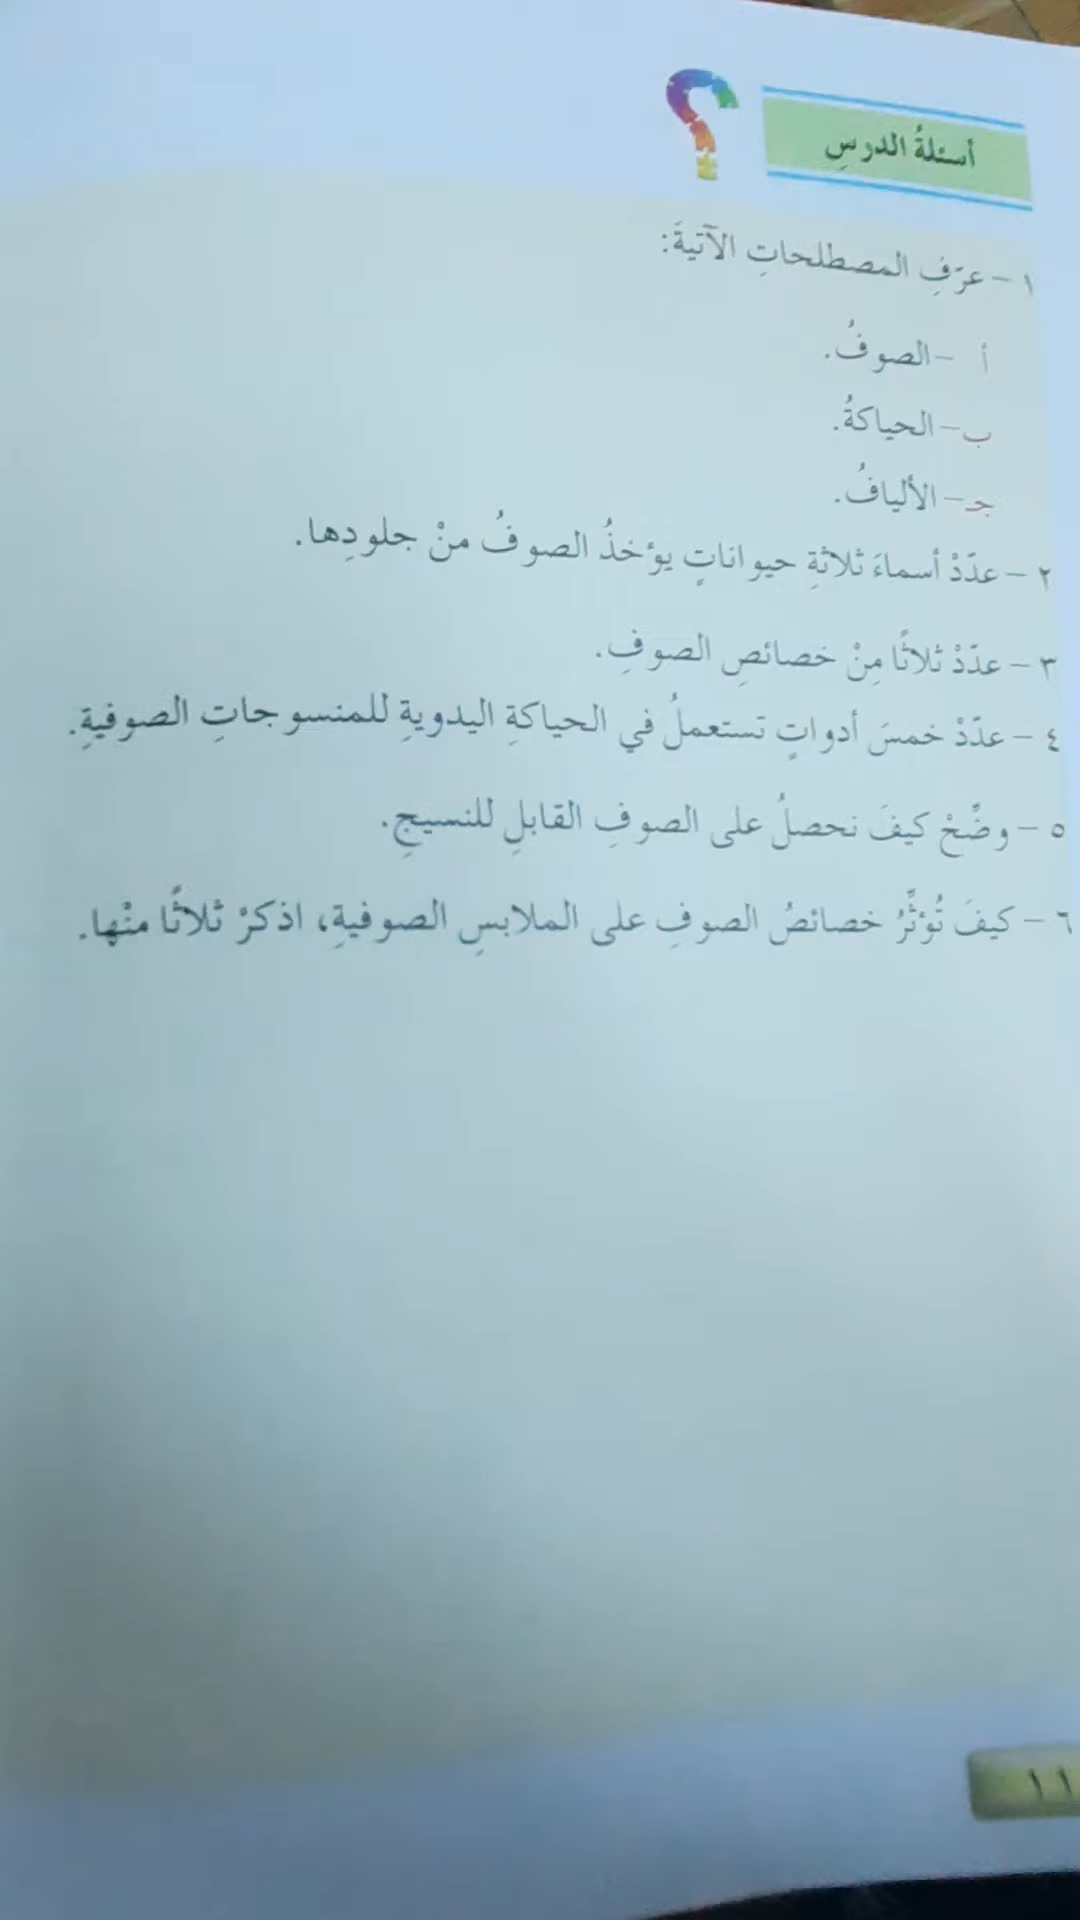 أسئلةُ الدرسِ
١ – عرّفِ المصطلحاتِ الآتيةَ:
أ – الصوفُ.
ب– الحياكةُ.
جـ– الأليافُ.
٢ – عدّدْ أسماءَ ثلاثةِ حيواناتٍ يؤخذُ الصوفُ منْ جلودِها.
٣ – عدّدْ ثلاثًا مِنْ خصائصِ الصوفِ.
٤ – عدّدْ خمسَ أدواتٍ تستعملُ في الحياكةِ اليدويةِ للمنسوجاتِ الصوفيةِ.
٥ – وضِّحْ كيفَ نحصلُ على الصوفِ القابلِ للنسيجِ.
٦ – كيفَ تُؤثِّرُ خصائصُ الصوفِ على الملابسِ الصوفيةِ، اذكرْ ثلاثًا منْها.
١١